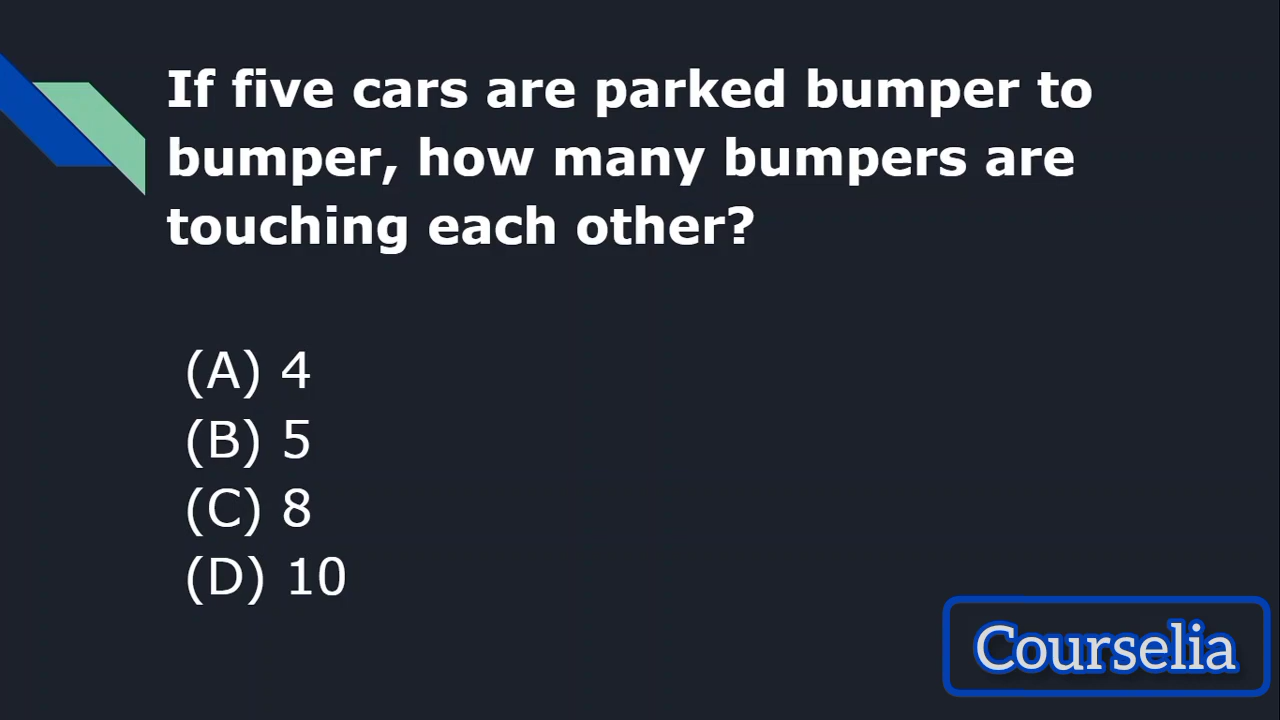 If five cars are parked bumper to
bumper, how many bumpers are
touching each other?
(A) 4
(B) 5
(C) 8
(D) 10
Courselia